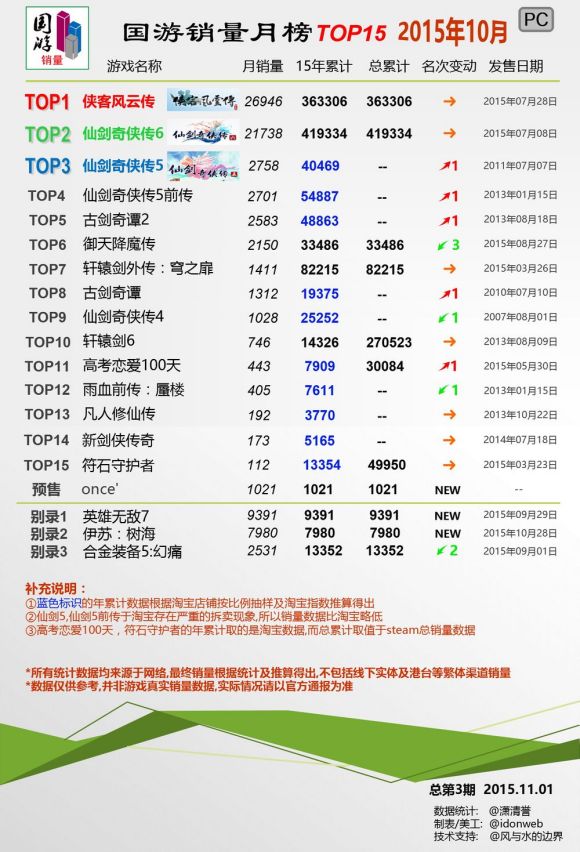 国游
销量
国游销量月榜TOP15 2015年10月 PC
游戏名称 月销量 15年累计 总累计 名次变动 发售日期
TOP1 侠客风云传 侠客风云传 26946 363306 363306 → 2015年07月28日
TOP2 仙剑奇侠传6 仙剑奇侠传六 21738 419334 419334 → 2015年07月08日
TOP3 仙剑奇侠传5 仙剑奇侠传五 2758 40469 -- 1 2011年07月07日
TOP4 仙剑奇侠传5前传 2701 54887 -- 1 2013年01月15日
TOP5 古剑奇谭2 2583 48863 -- 1 2013年08月18日
TOP6 御天降魔传 2150 33486 33486 3 2015年08月27日
TOP7 轩辕剑外传：穹之扉 1411 82215 82215 → 2015年03月26日
TOP8 古剑奇谭 1312 19375 -- 1 2010年07月10日
TOP9 仙剑奇侠传4 1028 25252 -- 1 2007年08月01日
TOP10 轩辕剑6 746 14326 270523 → 2013年08月09日
TOP11 高考恋爱100天 443 7909 30084 1 2015年05月30日
TOP12 雨血前传：蜃楼 405 7611 -- 1 2013年01月15日
TOP13 凡人修仙传 192 3770 -- → 2013年10月22日
TOP14 新剑侠传奇 173 5165 -- → 2014年07月18日
TOP15 符石守护者 112 13354 49950 → 2015年03月23日
预售 once' 1021 1021 1021 NEW --
别录1 英雄无敌7 9391 9391 9391 NEW 2015年09月29日
别录2 伊苏：树海 7980 7980 7980 NEW 2015年10月28日
别录3 合金装备5:幻痛 2531 13352 13352 2 2015年09月01日
补充说明：
①蓝色标识的年累计数据根据淘宝店铺按比例抽样及淘宝指数推算得出
②仙剑5,仙剑5前传于淘宝存在严重的拆卖现象,所以销量数据比淘宝略低
③高考恋爱100天，符石守护者的年累计取的是淘宝数据,而总累计取值于steam总销量数据
*所有统计数据均来源于网络,最终销量根据统计及推算得出,不包括线下实体及港台等繁体渠道销量
*数据仅供参考,并非游戏真实销量数据,实际情况请以官方通报为准
总第3期 2015.11.01
数据统计: @潇清誉
制表/美工: @idonweb
技术支持: @风与水的边界